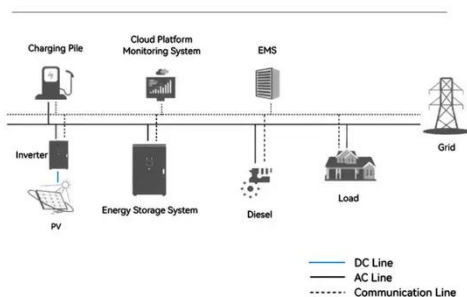 Charging Pile
Cloud Platform
Monitoring System
EMS
Grid
Inverter
PV
Energy Storage System
Diesel
Load
DC Line
AC Line
Communication Line